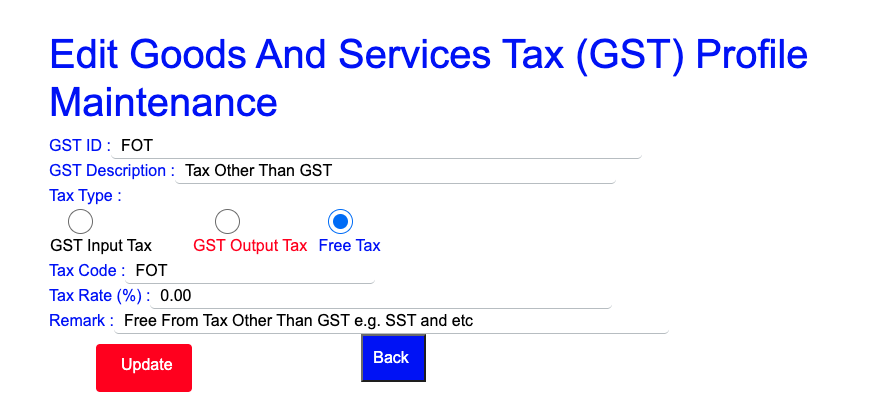 Edit Goods And Services Tax (GST) Profile
Maintenance
GST ID : FOT
GST Description : Tax Other Than GST
Tax Type :
GST Input Tax GST Output Tax Free Tax
Tax Code : FOT
Tax Rate (%) : 0.00
Remark : Free From Tax Other Than GST e.g. SST and etc
Update Back